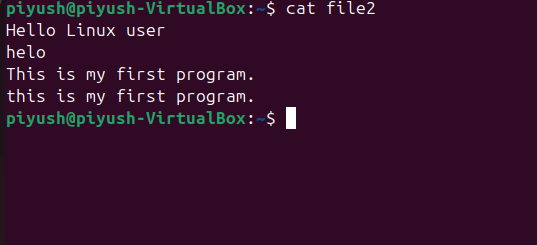 piyush@piyush-VirtualBox:~$ cat file2
Hello Linux user
helo
This is my first program.
this is my first program.
piyush@piyush-VirtualBox:~$